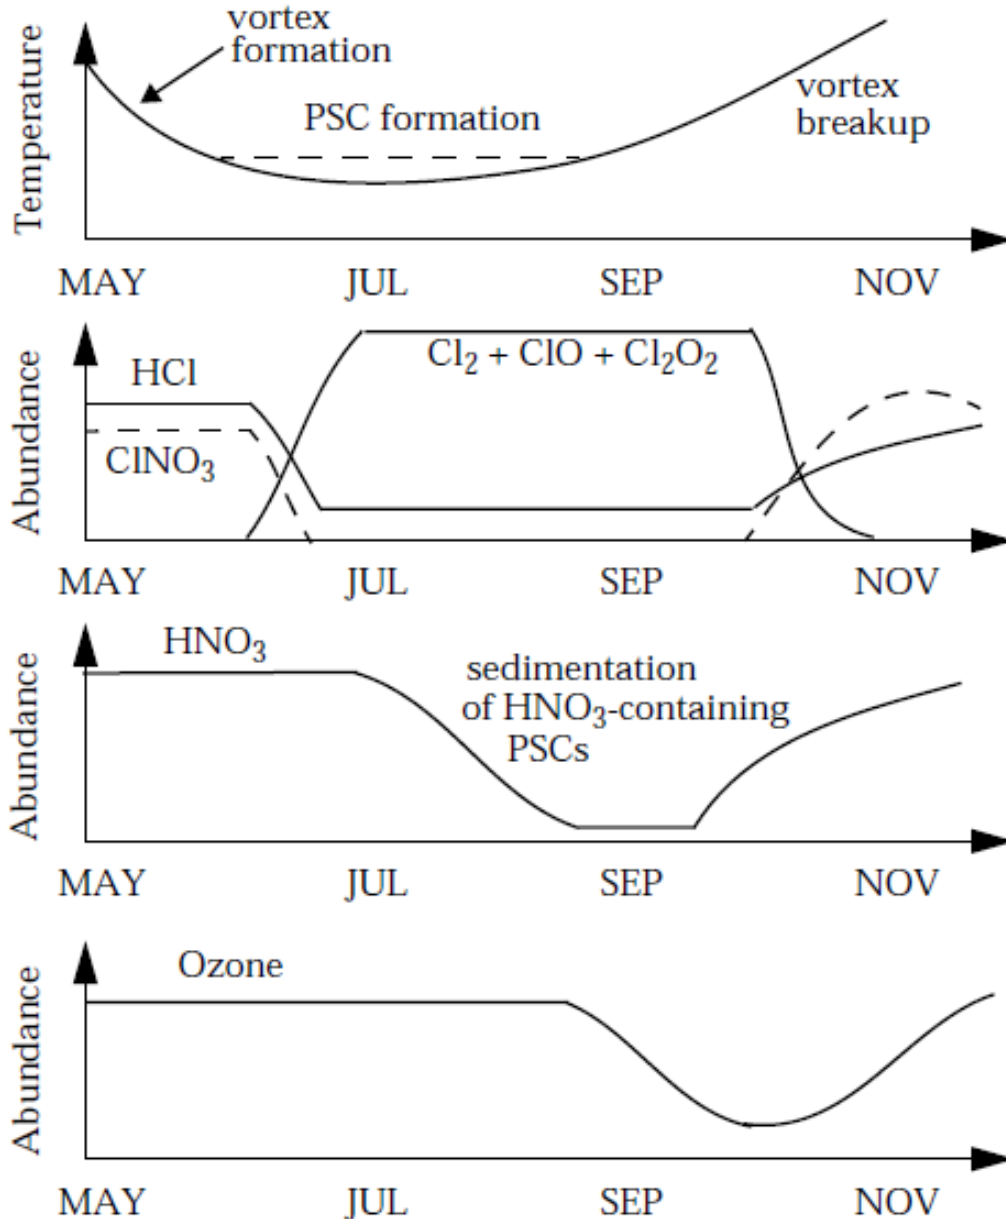 Temperature
vortex
formation
PSC formation
vortex
breakup
MAY JUL SEP NOV
Abundance
HCl
ClNO₃
Cl₂ + ClO + Cl₂O₂
MAY JUL SEP NOV
Abundance
HNO₃
sedimentation
of HNO₃-containing
PSCs
MAY JUL SEP NOV
Abundance
Ozone
MAY JUL SEP NOV